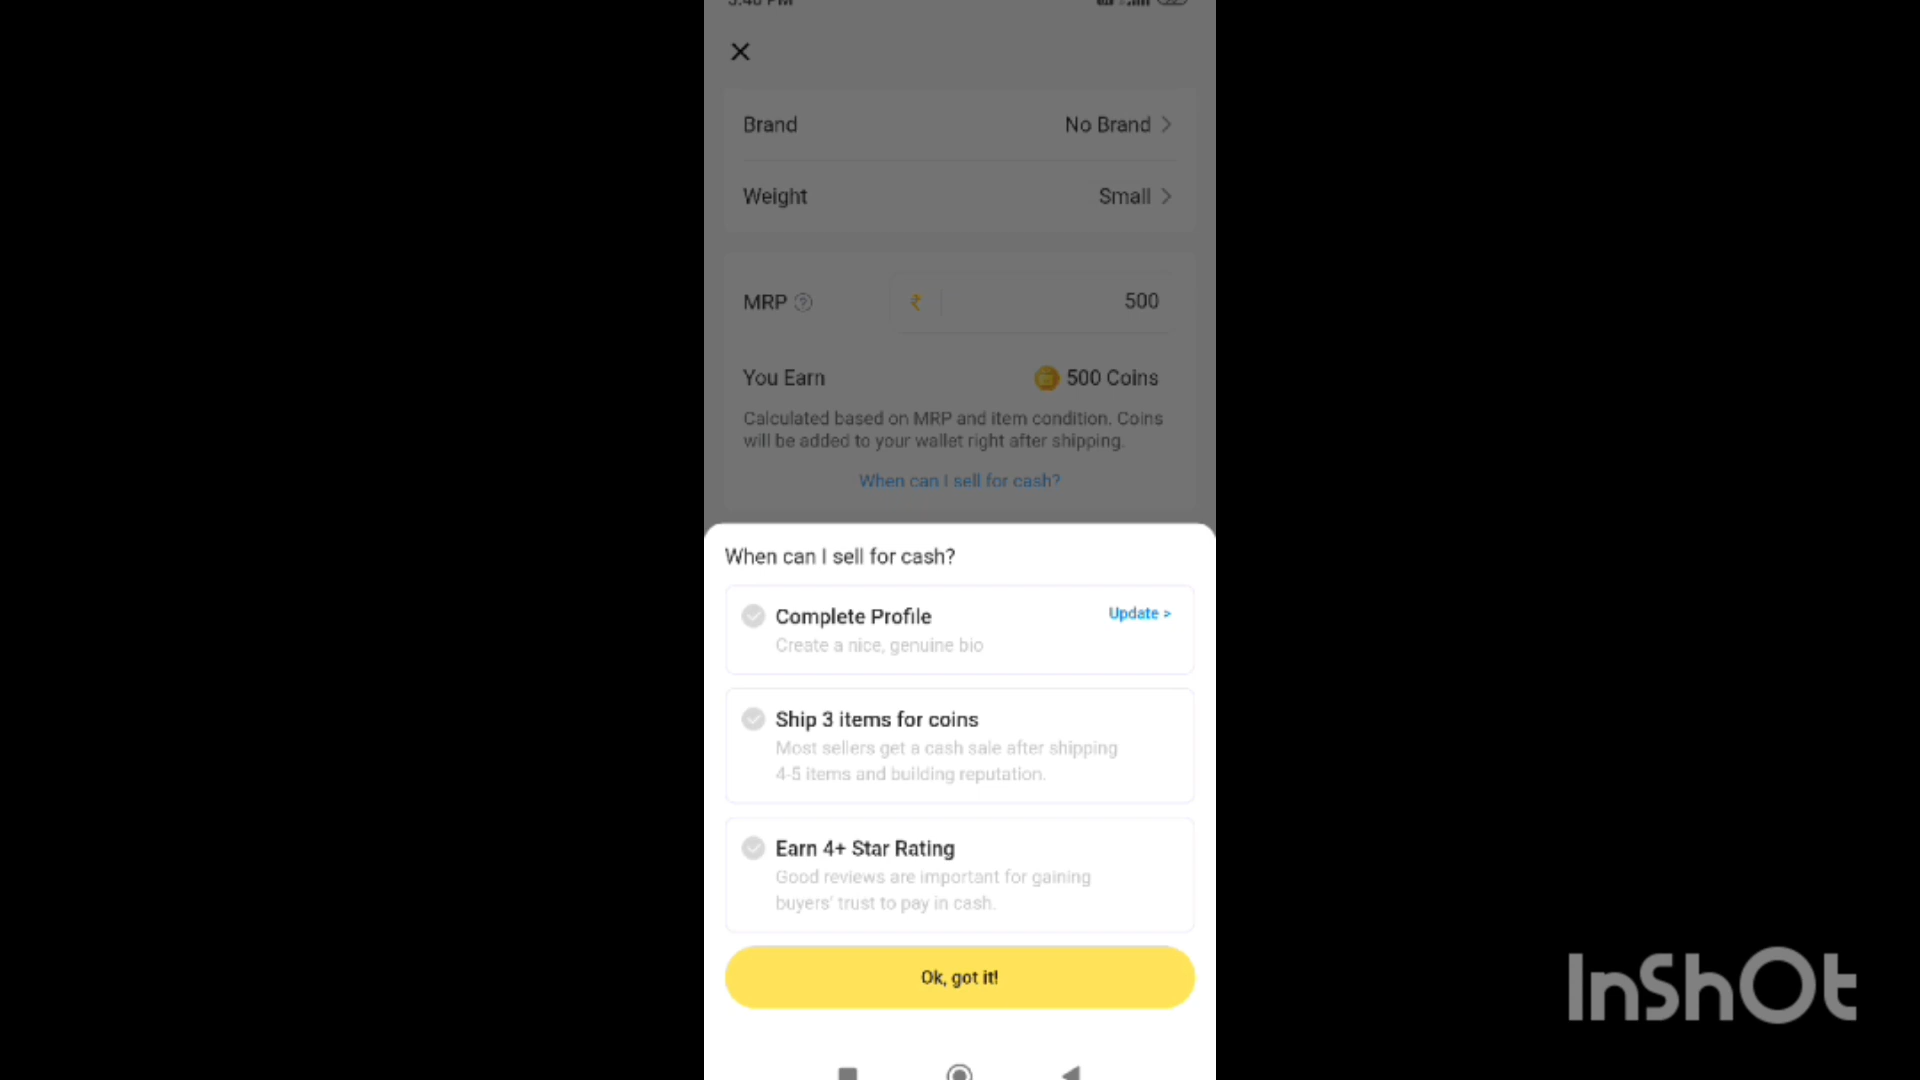 Brand No Brand
Weight Small
MRP ? ₹ 500
You Earn 500 Coins
Calculated based on MRP and item condition. Coins
will be added to your wallet right after shipping.
When can I sell for cash?
When can I sell for cash?
Complete Profile Update >
Create a nice, genuine bio
Ship 3 items for coins
Most sellers get a cash sale after shipping
4-5 items and building reputation.
Earn 4+ Star Rating
Good reviews are important for gaining
buyers' trust to pay in cash.
Ok, got it!
InShOt